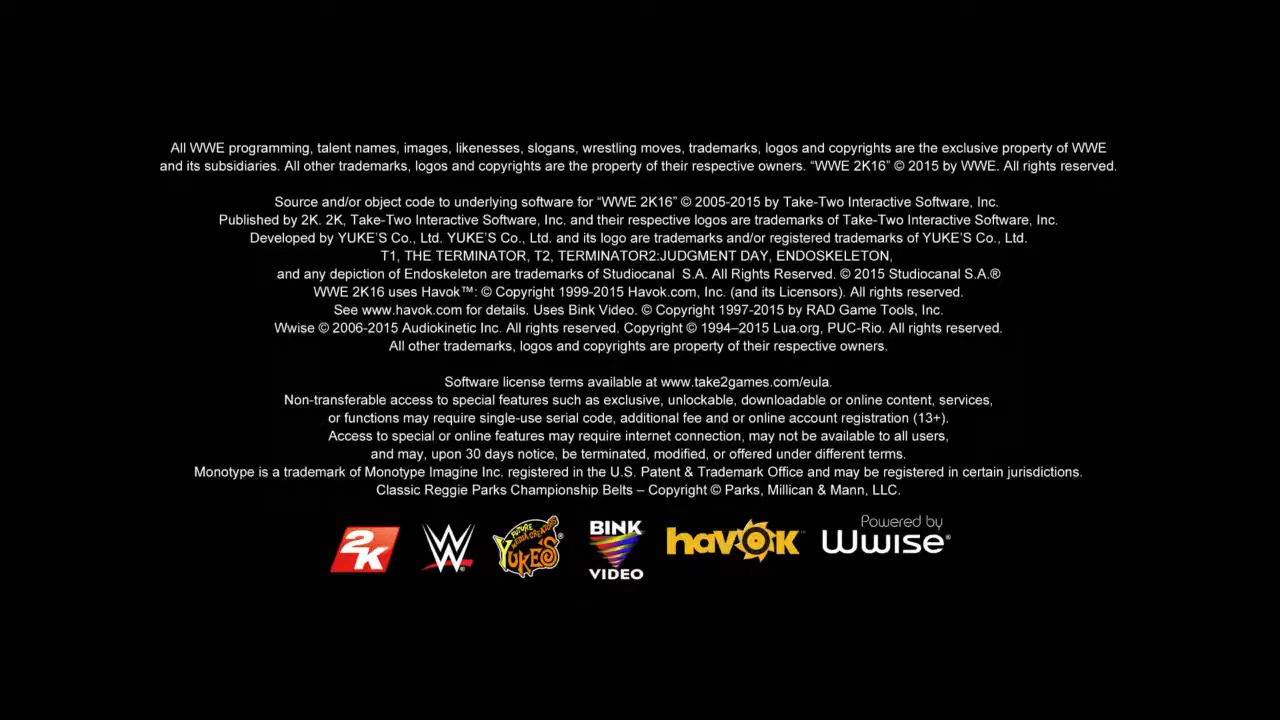 All WWE programming, talent names, images, likenesses, slogans, wrestling moves, trademarks, logos and copyrights are the exclusive property of WWE
and its subsidiaries. All other trademarks, logos and copyrights are the property of their respective owners. “WWE 2K16” © 2015 by WWE. All rights reserved.
Source and/or object code to underlying software for “WWE 2K16” © 2005-2015 by Take-Two Interactive Software, Inc.
Published by 2K. 2K, Take-Two Interactive Software, Inc. and their respective logos are trademarks of Take-Two Interactive Software, Inc.
Developed by YUKE’S Co., Ltd. YUKE’S Co., Ltd. and its logo are trademarks and/or registered trademarks of YUKE’S Co., Ltd.
T1, THE TERMINATOR, T2, TERMINATOR2:JUDGMENT DAY, ENDOSKELETON,
and any depiction of Endoskeleton are trademarks of Studiocanal S.A. All Rights Reserved. © 2015 Studiocanal S.A.®
WWE 2K16 uses Havok™: © Copyright 1999-2015 Havok.com, Inc. (and its Licensors). All rights reserved.
See www.havok.com for details. Uses Bink Video. © Copyright 1997-2015 by RAD Game Tools, Inc.
Wwise © 2006-2015 Audiokinetic Inc. All rights reserved. Copyright © 1994–2015 Lua.org, PUC-Rio. All rights reserved.
All other trademarks, logos and copyrights are property of their respective owners.
Software license terms available at www.take2games.com/eula.
Non-transferable access to special features such as exclusive, unlockable, downloadable or online content, services,
or functions may require single-use serial code, additional fee and or online account registration (13+).
Access to special or online features may require internet connection, may not be available to all users,
and may, upon 30 days notice, be terminated, modified, or offered under different terms.
Monotype is a trademark of Monotype Imagine Inc. registered in the U.S. Patent & Trademark Office and may be registered in certain jurisdictions.
Classic Reggie Parks Championship Belts – Copyright © Parks, Millican & Mann, LLC.
2K
W
FUTURE MEDIA CREATORS
YUKE'S®
BINK
VIDEO
havok™
Powered by
Wwise®